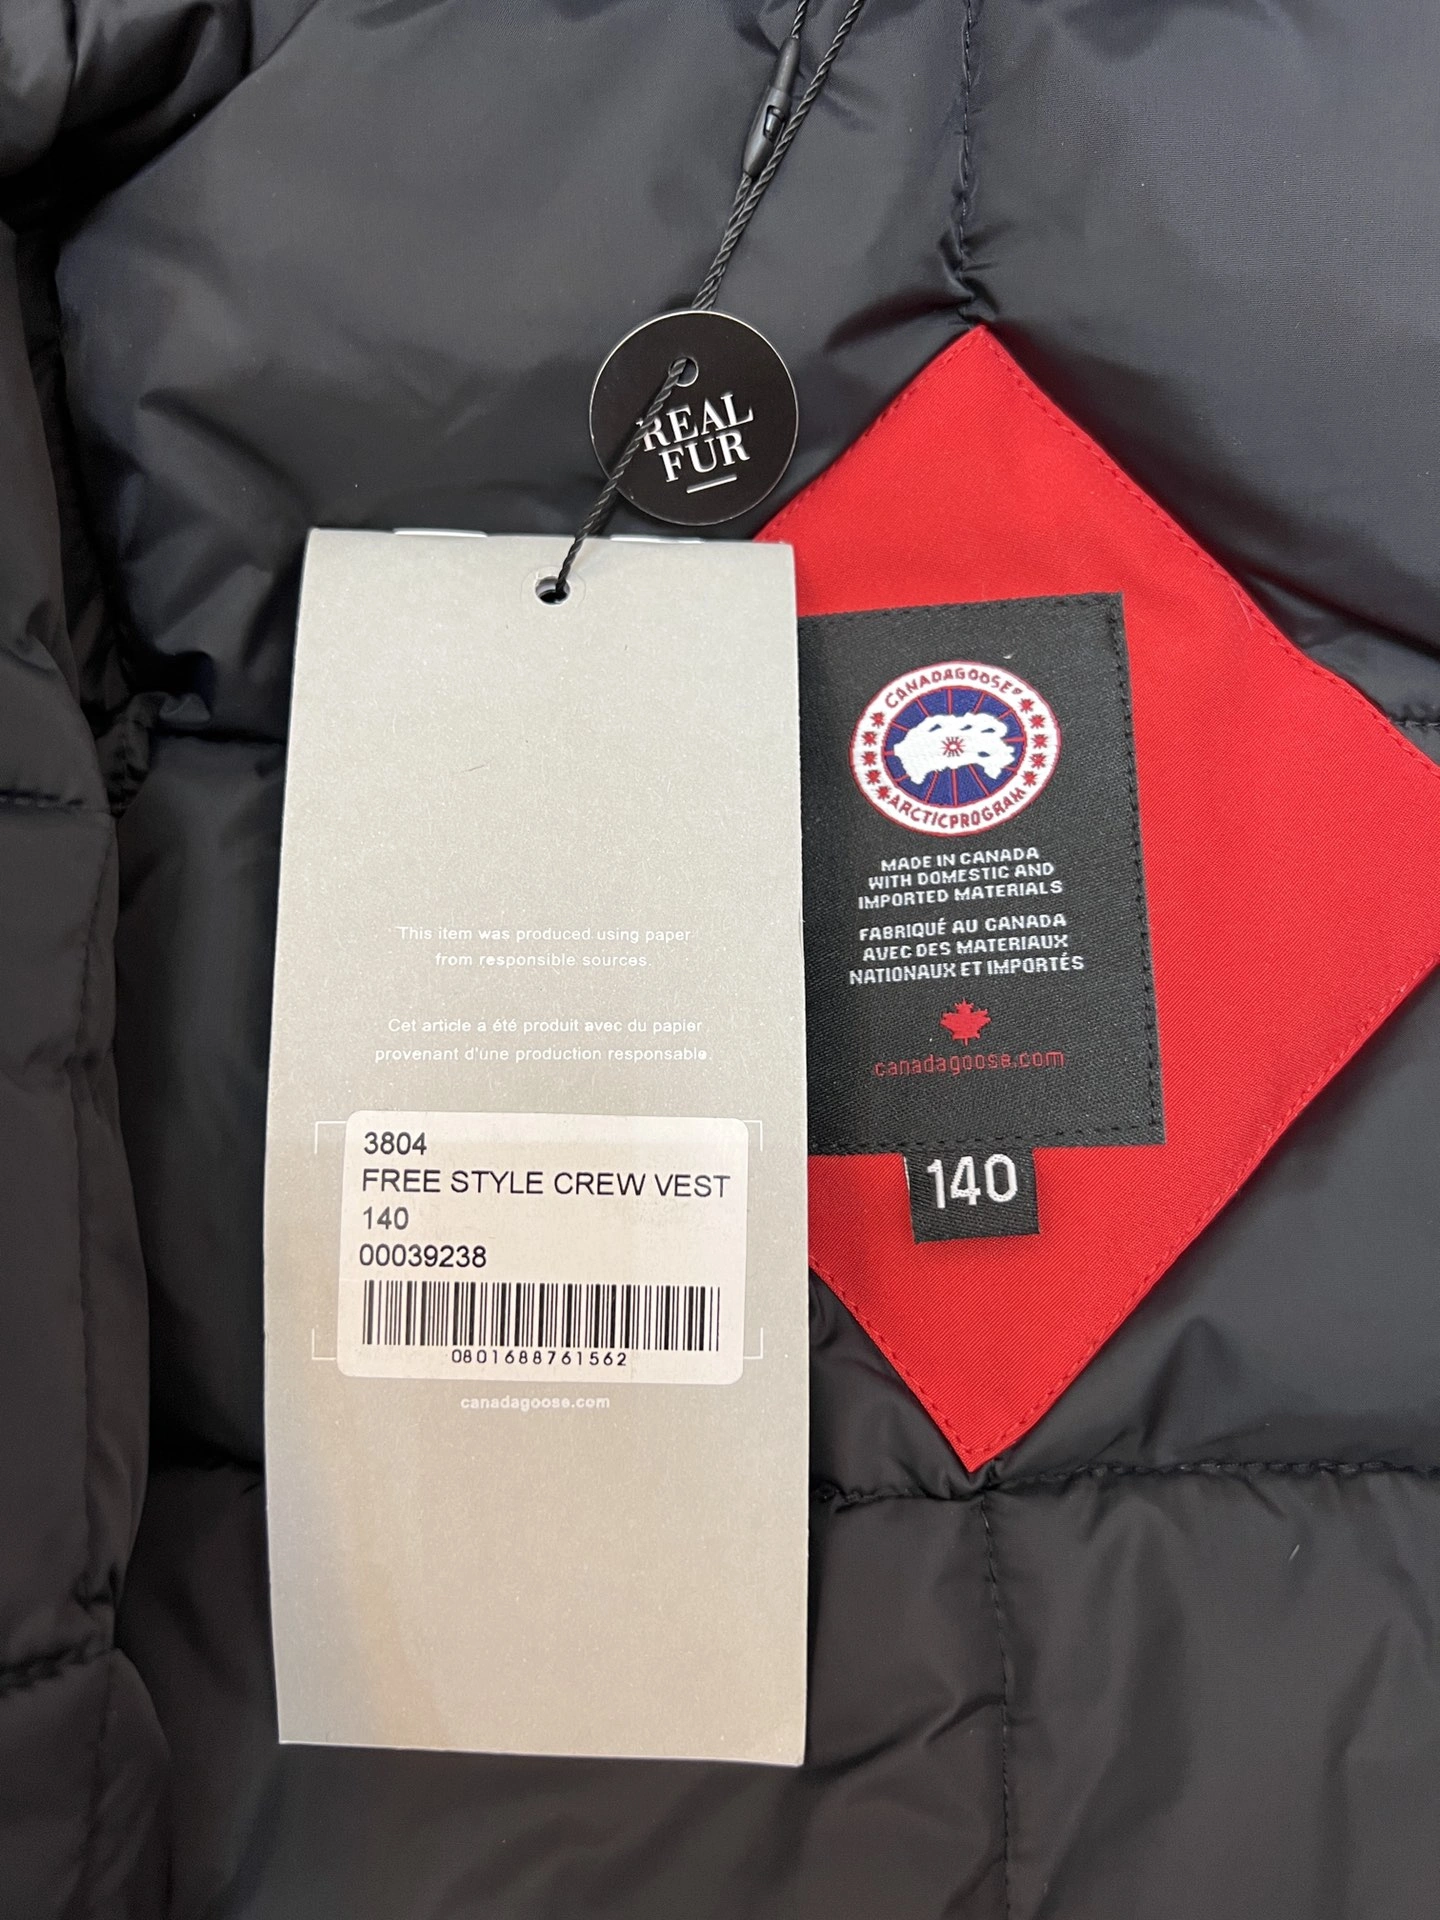 REAL
FUR
This item was produced using paper
from responsible sources.
Cet article a été produit avec du papier
provenant d'une production responsable.
3804
FREE STYLE CREW VEST
140
00039238
0801688761562
canadagoose.com
CANADA GOOSE®
ARCTIC PROGRAM
MADE IN CANADA
WITH DOMESTIC AND
IMPORTED MATERIALS
FABRIQUÉ AU CANADA
AVEC DES MATERIAUX
NATIONAUX ET IMPORTÉS
canadagoose.com
140